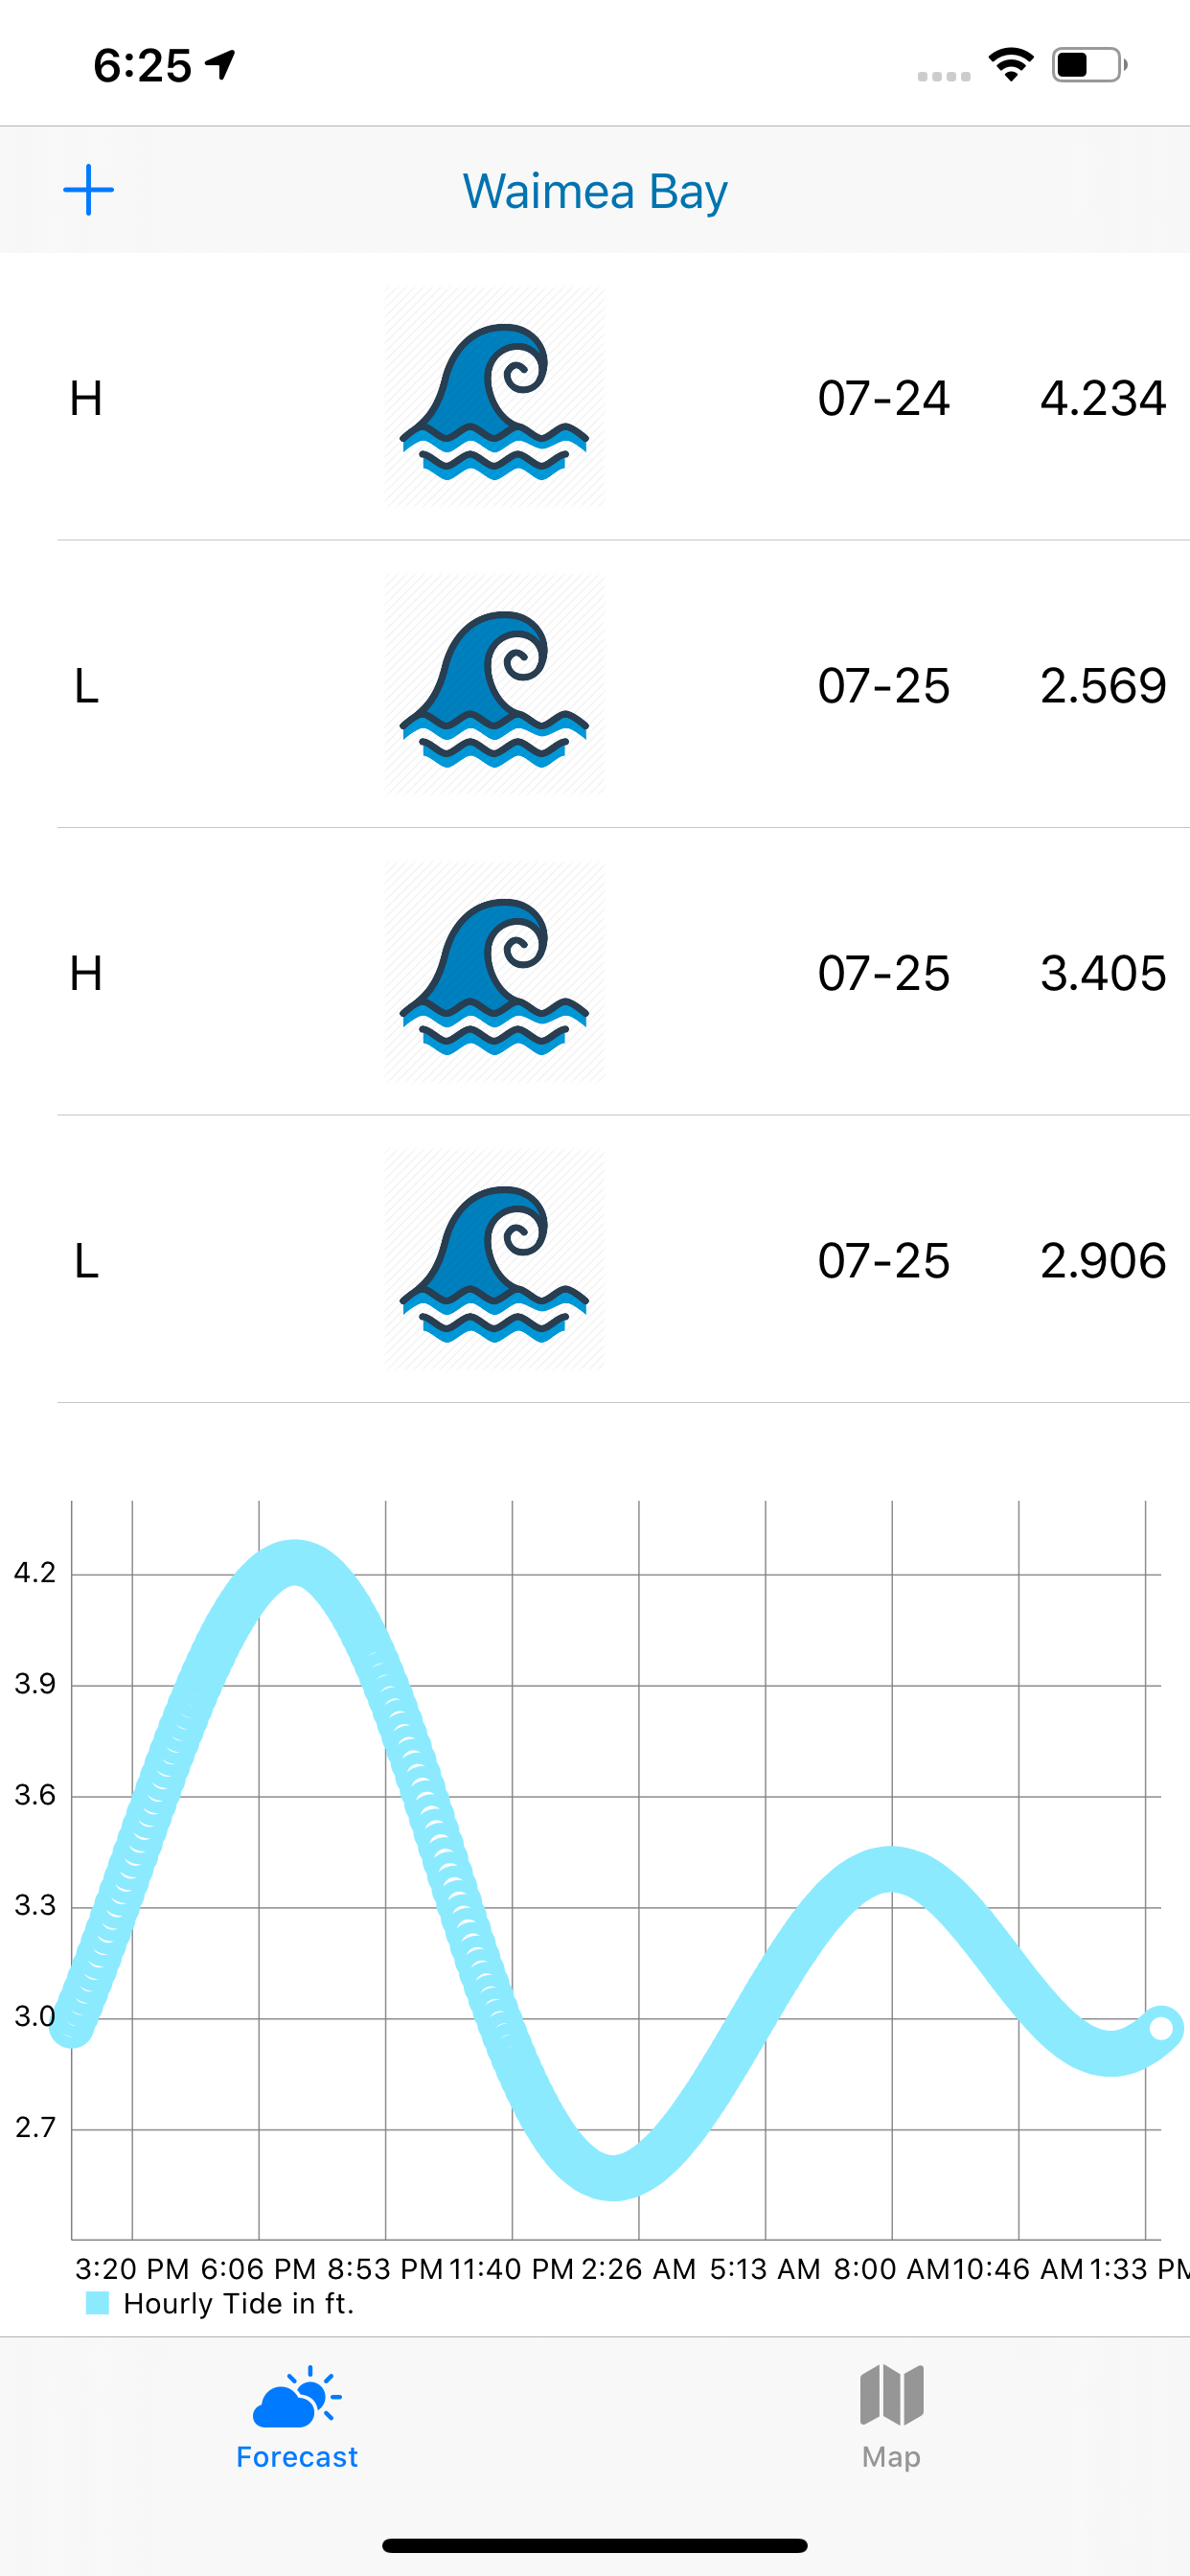 6:25
Waimea Bay
H 07-24 4.234
L 07-25 2.569
H 07-25 3.405
L 07-25 2.906
4.2
3.9
3.6
3.3
3.0
2.7
3:20 PM 6:06 PM 8:53 PM 11:40 PM 2:26 AM 5:13 AM 8:00 AM 10:46 AM 1:33 PM
Hourly Tide in ft.
Forecast Map